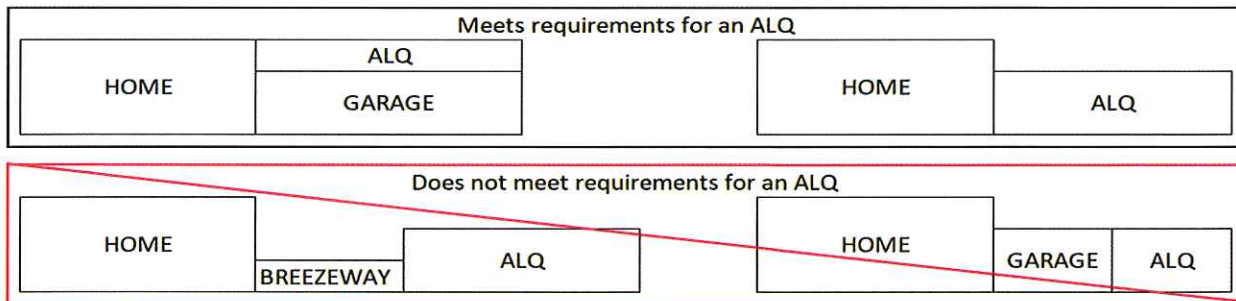 Meets requirements for an ALQ
HOME
ALQ
GARAGE
HOME
ALQ
Does not meet requirements for an ALQ
HOME
BREEZEWAY
ALQ
HOME
GARAGE
ALQ